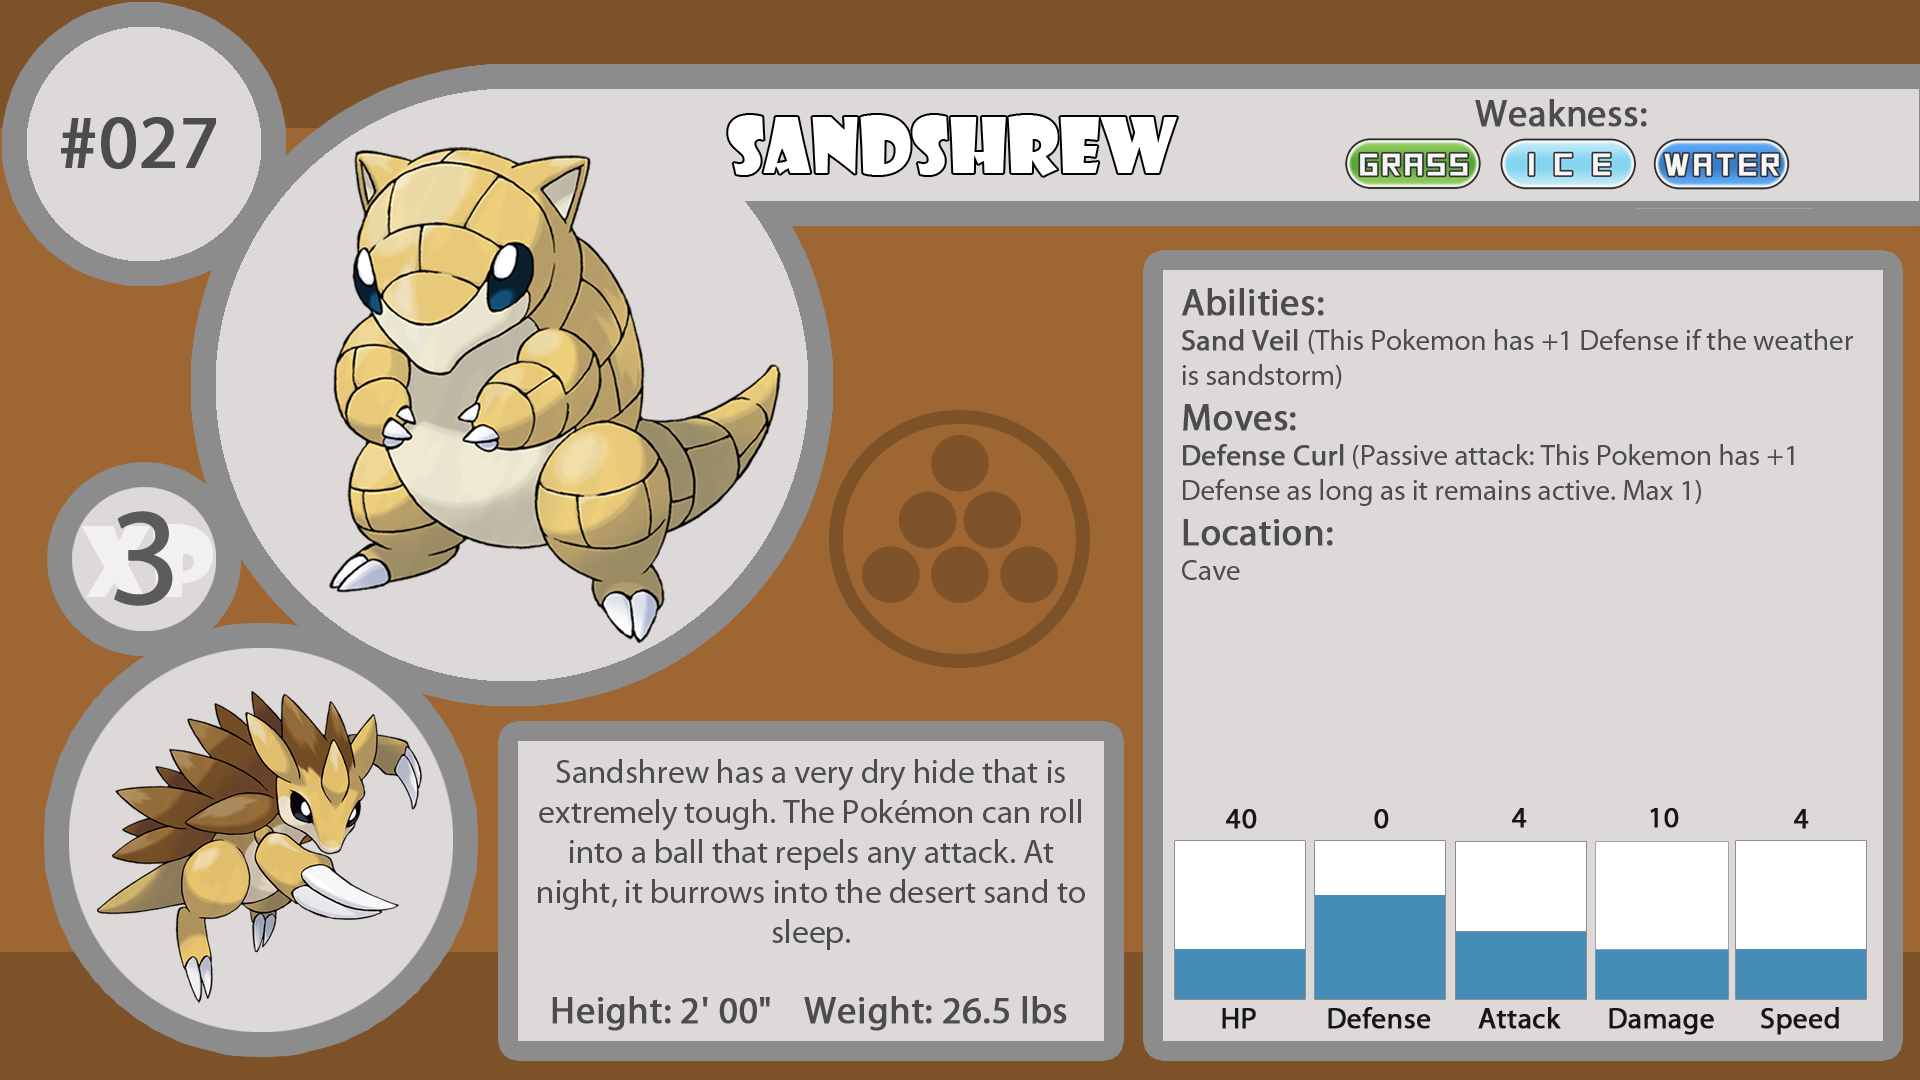 #027
SANDSHREW
Weakness:
GRASS ICE WATER
XP
3
Abilities:
Sand Veil (This Pokemon has +1 Defense if the weather
is sandstorm)
Moves:
Defense Curl (Passive attack: This Pokemon has +1
Defense as long as it remains active. Max 1)
Location:
Cave
Sandshrew has a very dry hide that is
extremely tough. The Pokémon can roll
into a ball that repels any attack. At
night, it burrows into the desert sand to
sleep.
Height: 2' 00" Weight: 26.5 lbs
40 0 4 10 4
HP Defense Attack Damage Speed